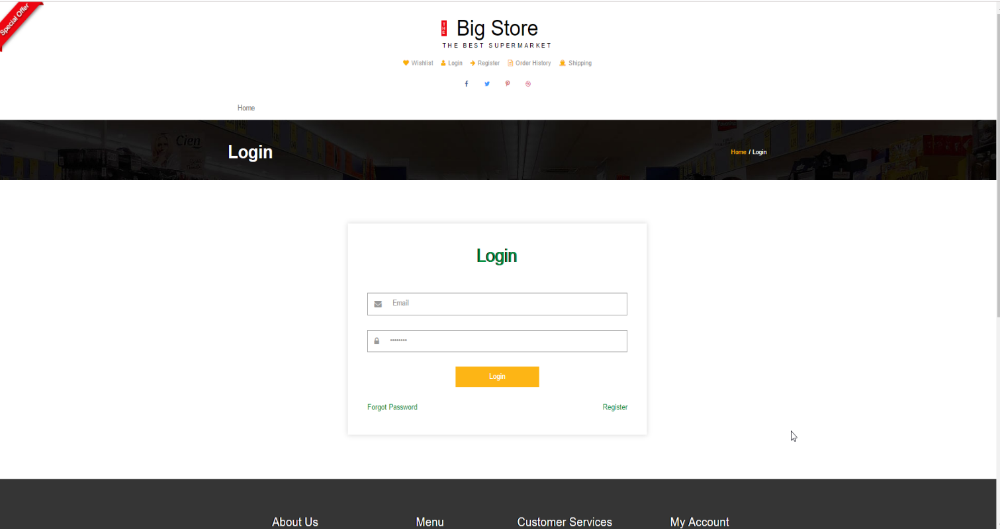 Special Offer
THE Big Store
THE BEST SUPERMARKET
Wishlist Login Register Order History Shipping
Home
Cien
Login
Home / Login
Login
Email
••••••••
Login
Forgot Password Register
About Us Menu Customer Services My Account